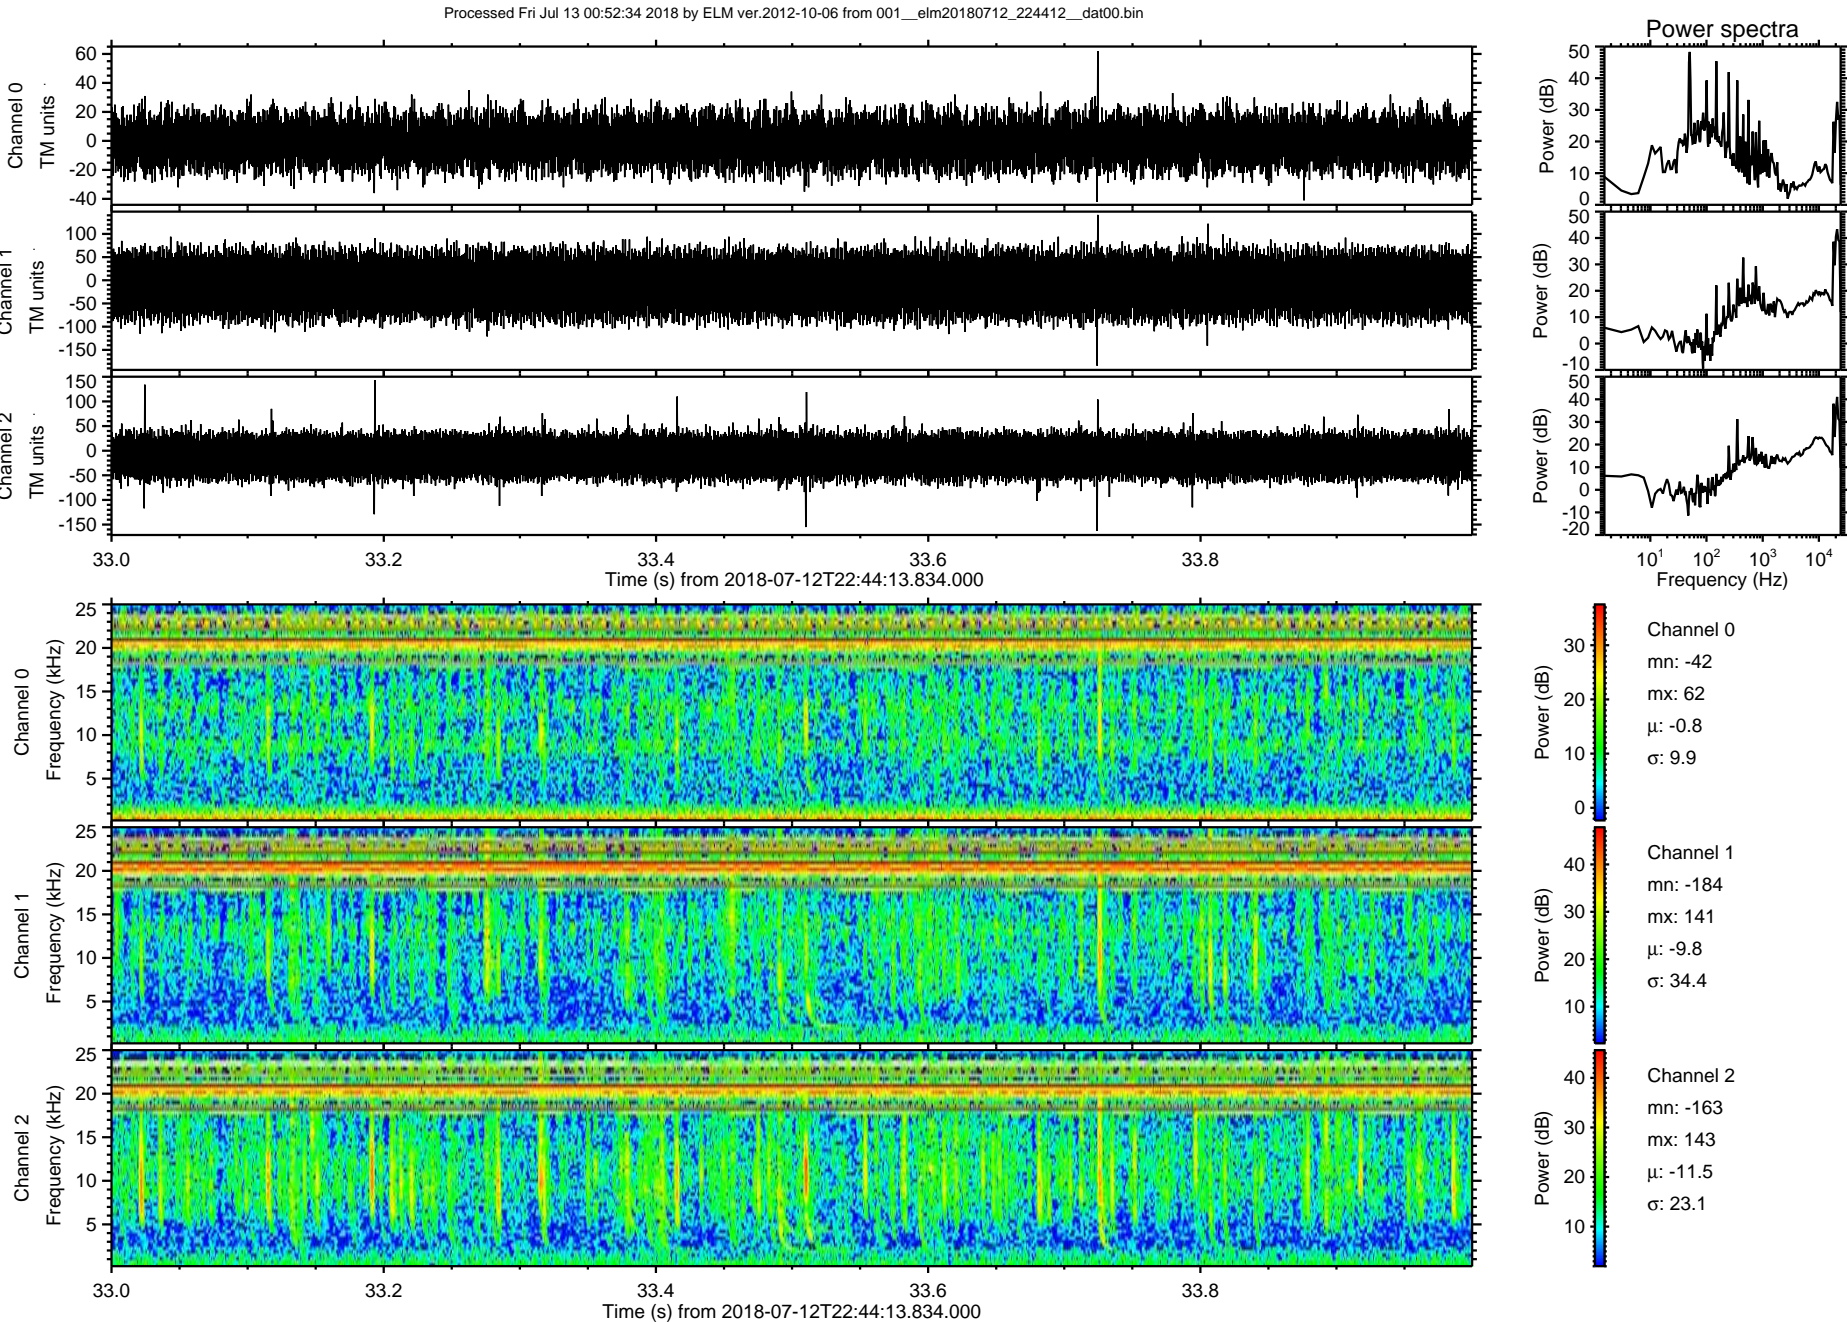 Processed Fri Jul 13 00:52:34 2018 by ELM ver.2012-10-06 from 001__elm20180712_224412__dat00.bin
Power spectra
Channel 0
TM units
60
40
20
0
-20
-40
Power (dB)
50
40
30
20
10
0
Channel 1
TM units
100
50
0
-50
-100
-150
Power (dB)
50
40
30
20
10
0
-10
Channel 2
TM units
150
100
50
0
-50
-100
-150
Power (dB)
50
40
30
20
10
0
-10
-20
33.0 33.2 33.4 33.6 33.8
Time (s) from 2018-07-12T22:44:13.834.000
10^1 10^2 10^3 10^4
Frequency (Hz)
Channel 0
Frequency (kHz)
25
20
15
10
5
Power (dB)
30
20
10
0
Channel 0
mn: -42
mx: 62
μ: -0.8
σ: 9.9
Channel 1
Frequency (kHz)
25
20
15
10
5
Power (dB)
40
30
20
10
Channel 1
mn: -184
mx: 141
μ: -9.8
σ: 34.4
Channel 2
Frequency (kHz)
25
20
15
10
5
Power (dB)
40
30
20
10
Channel 2
mn: -163
mx: 143
μ: -11.5
σ: 23.1
33.0 33.2 33.4 33.6 33.8
Time (s) from 2018-07-12T22:44:13.834.000